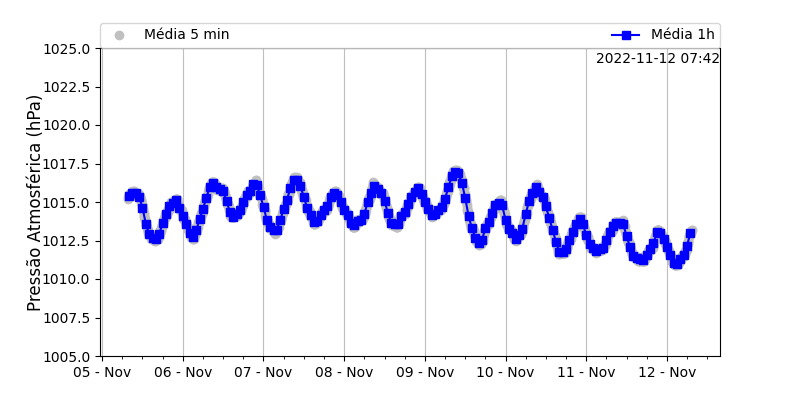 Média 5 min
Média 1h
2022-11-12 07:42
Pressão Atmosférica (hPa)
1025.0
1022.5
1020.0
1017.5
1015.0
1012.5
1010.0
1007.5
1005.0
05 - Nov
06 - Nov
07 - Nov
08 - Nov
09 - Nov
10 - Nov
11 - Nov
12 - Nov